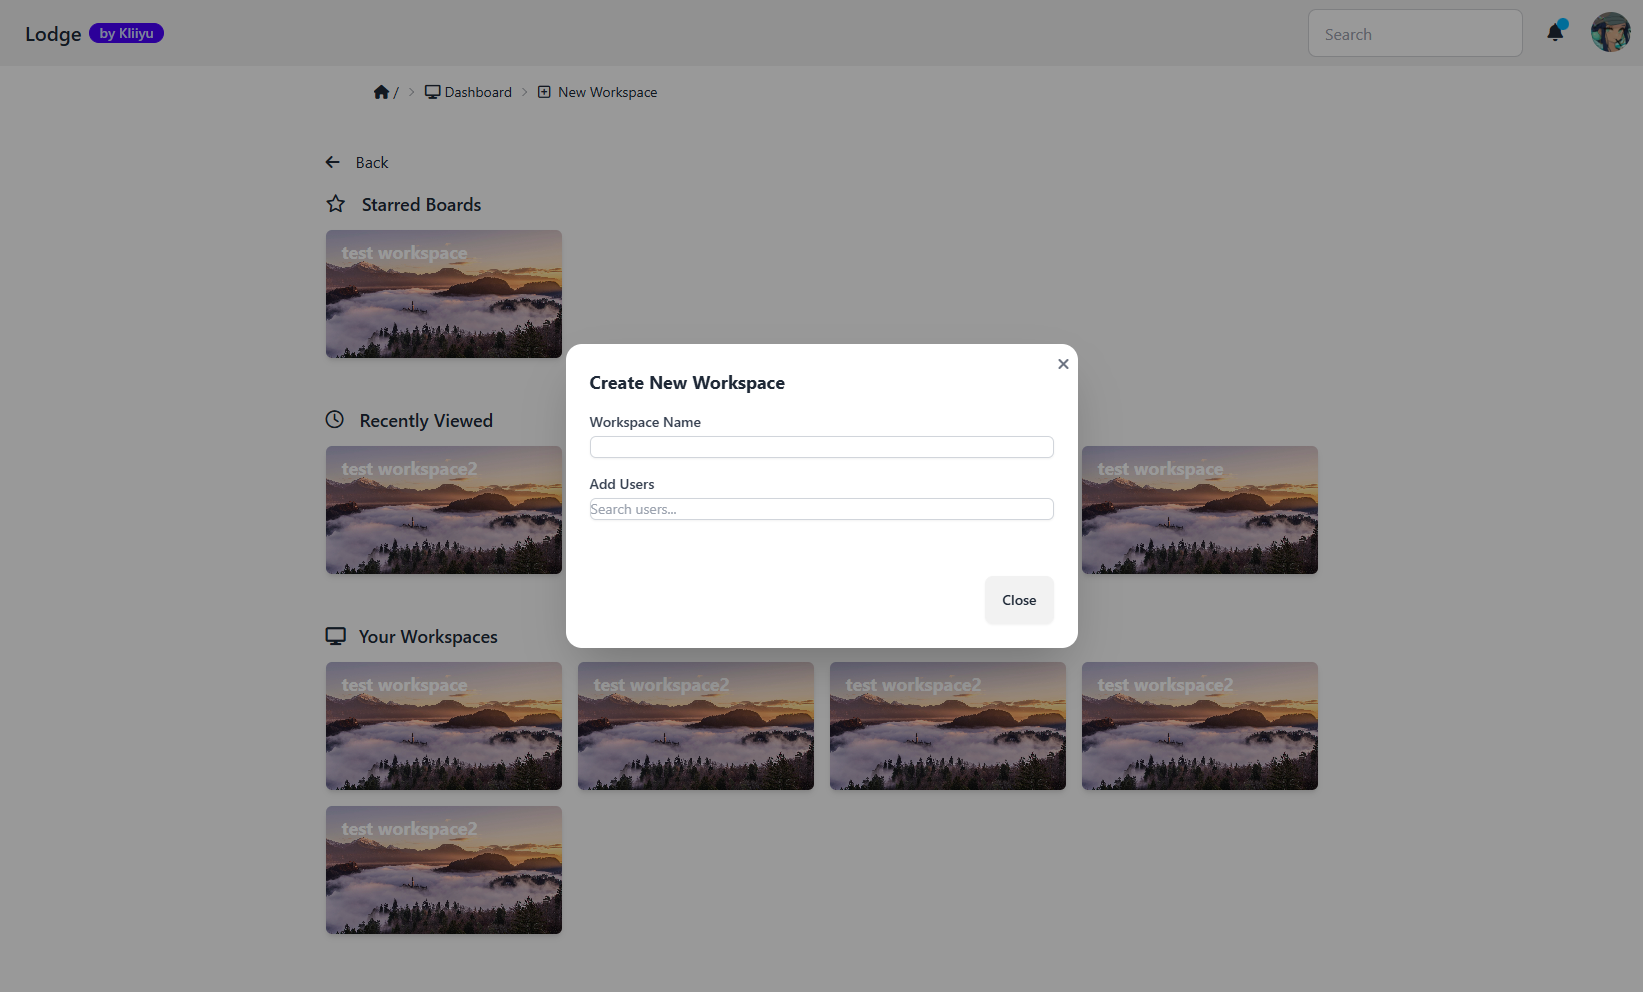 Lodge by Kliiyu
Search
/ Dashboard New Workspace
Back
Starred Boards
test workspace
Create New Workspace
Workspace Name
Add Users
Search users...
Close
Recently Viewed
test workspace2
test workspace
Your Workspaces
test workspace
test workspace2
test workspace2
test workspace2
test workspace2